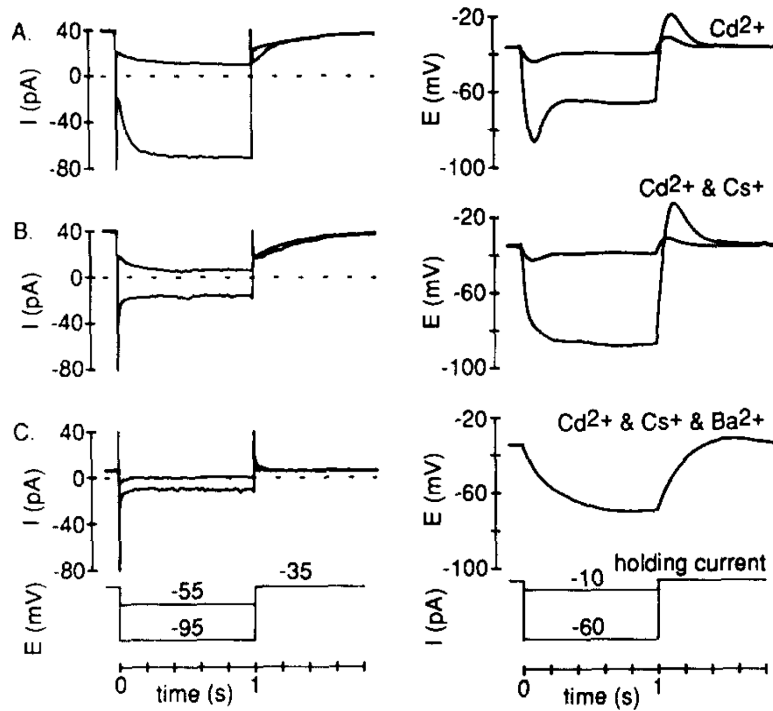 A.
I (pA)
40
0
-40
-80
E (mV)
-20
-60
-100
Cd2+
B.
I (pA)
40
0
-40
-80
E (mV)
-20
-60
-100
Cd2+ & Cs+
C.
I (pA)
40
0
-40
-80
E (mV)
-20
-60
-100
Cd2+ & Cs+ & Ba2+
E (mV)
-35
-55
-95
0
1
time (s)
I (pA)
holding current
-10
-60
0
1
time (s)